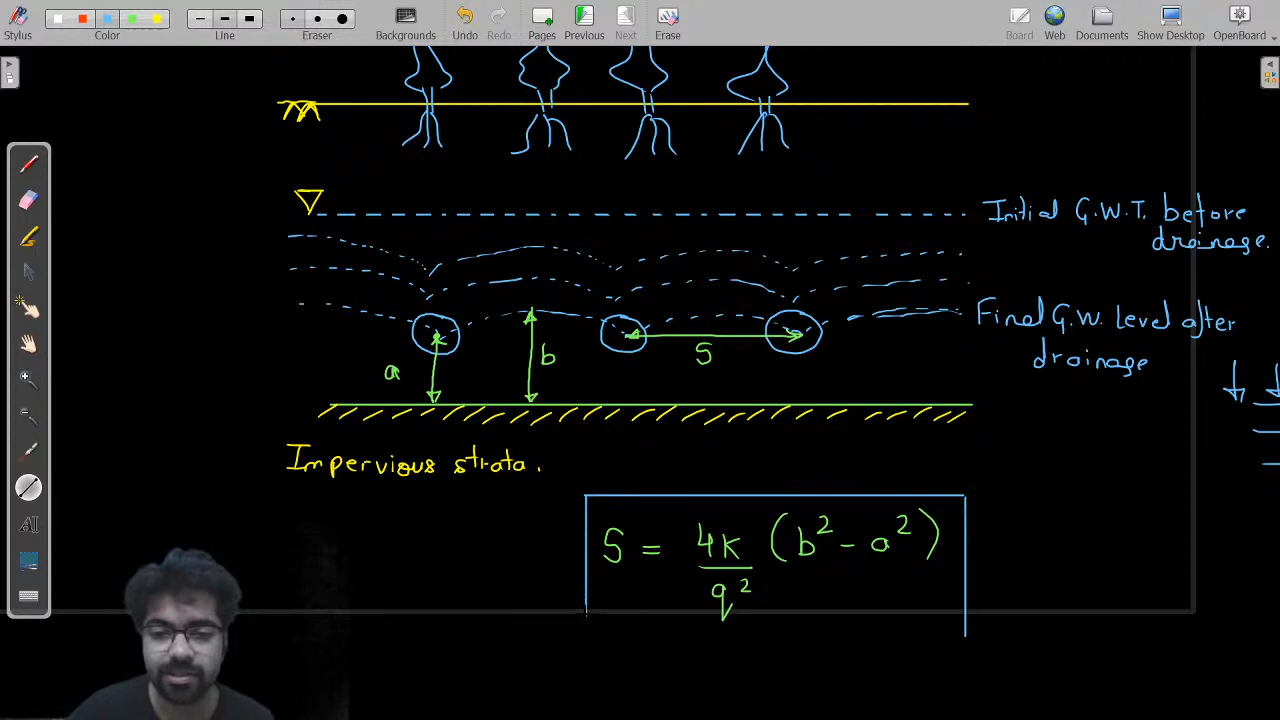 Stylus
Color
Line
Eraser
Backgrounds
Undo
Redo
Pages
Previous
Next
Erase
Board
Web
Documents
Show Desktop
OpenBoard
Initial G.W.T. before
drainage.
Final G.W. Level after
drainage
a
b
S
Impervious strata.
S = 4k/q² (b² - a²)
AI